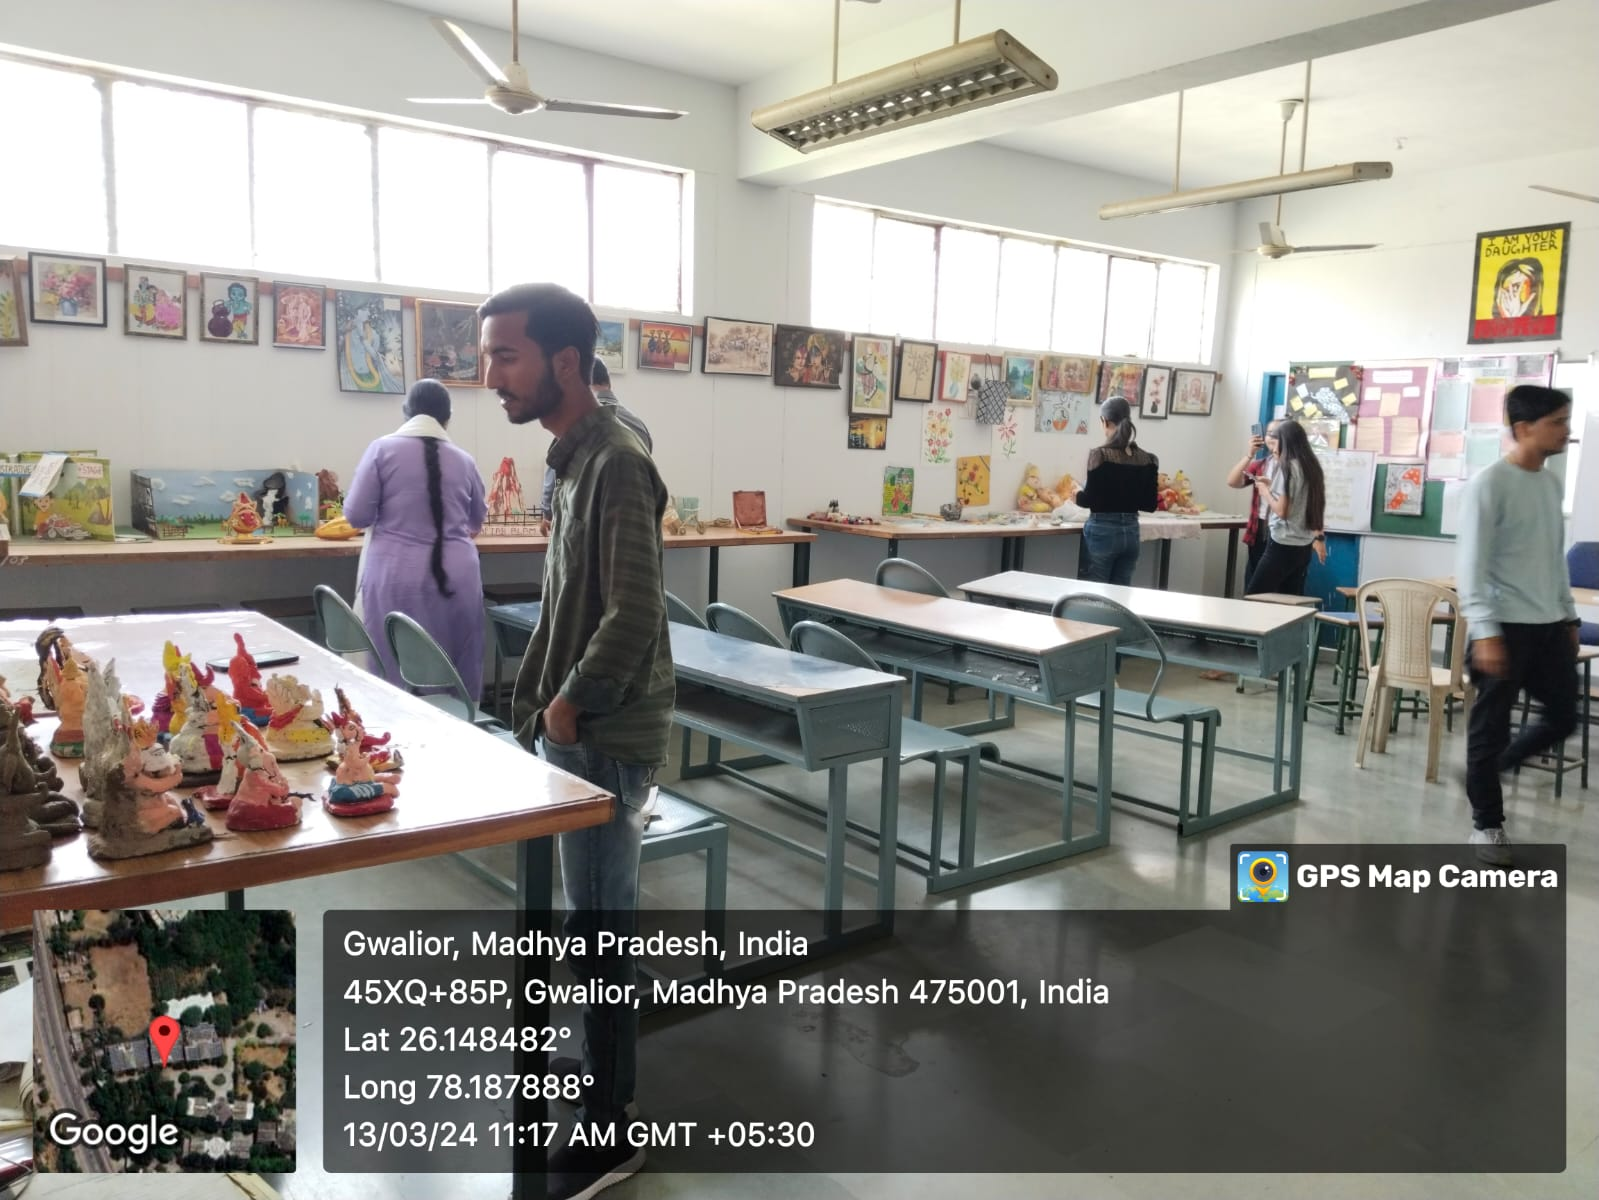 I AM YOUR
DAUGHTER
STAGE
GPS Map Camera
Gwalior, Madhya Pradesh, India
45XQ+85P, Gwalior, Madhya Pradesh 475001, India
Lat 26.148482°
Long 78.187888°
13/03/24 11:17 AM GMT +05:30
Google